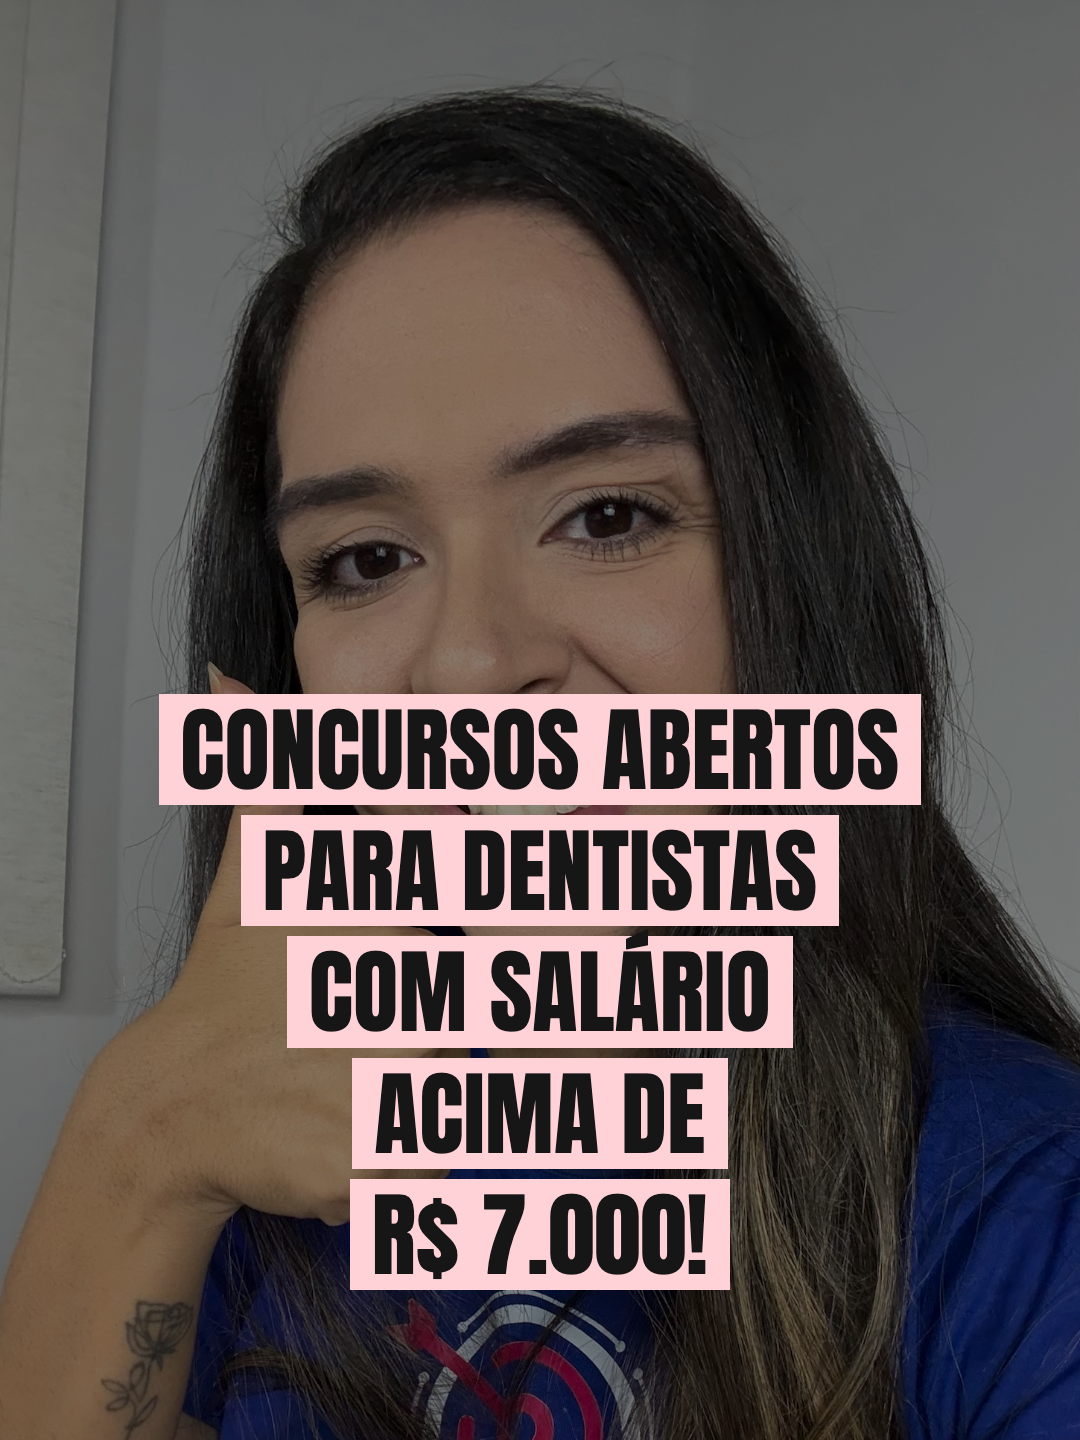 CONCURSOS ABERTOS
PARA DENTISTAS
COM SALÁRIO
ACIMA DE
R$ 7.000!